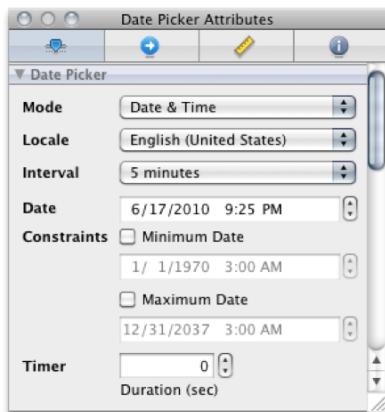 Date Picker Attributes
Date Picker
Mode Date & Time
Locale English (United States)
Interval 5 minutes
Date 6/17/2010 9:25 PM
Constraints Minimum Date
1/ 1/1970 3:00 AM
Maximum Date
12/31/2037 3:00 AM
Timer 0
Duration (sec)